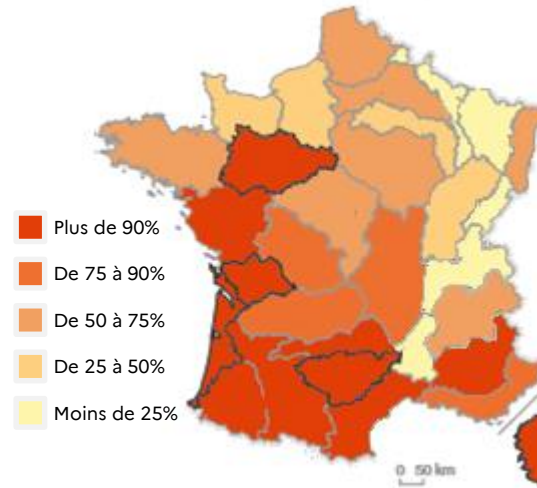 Plus de 90%
De 75 à 90%
De 50 à 75%
De 25 à 50%
Moins de 25%
0 50 km